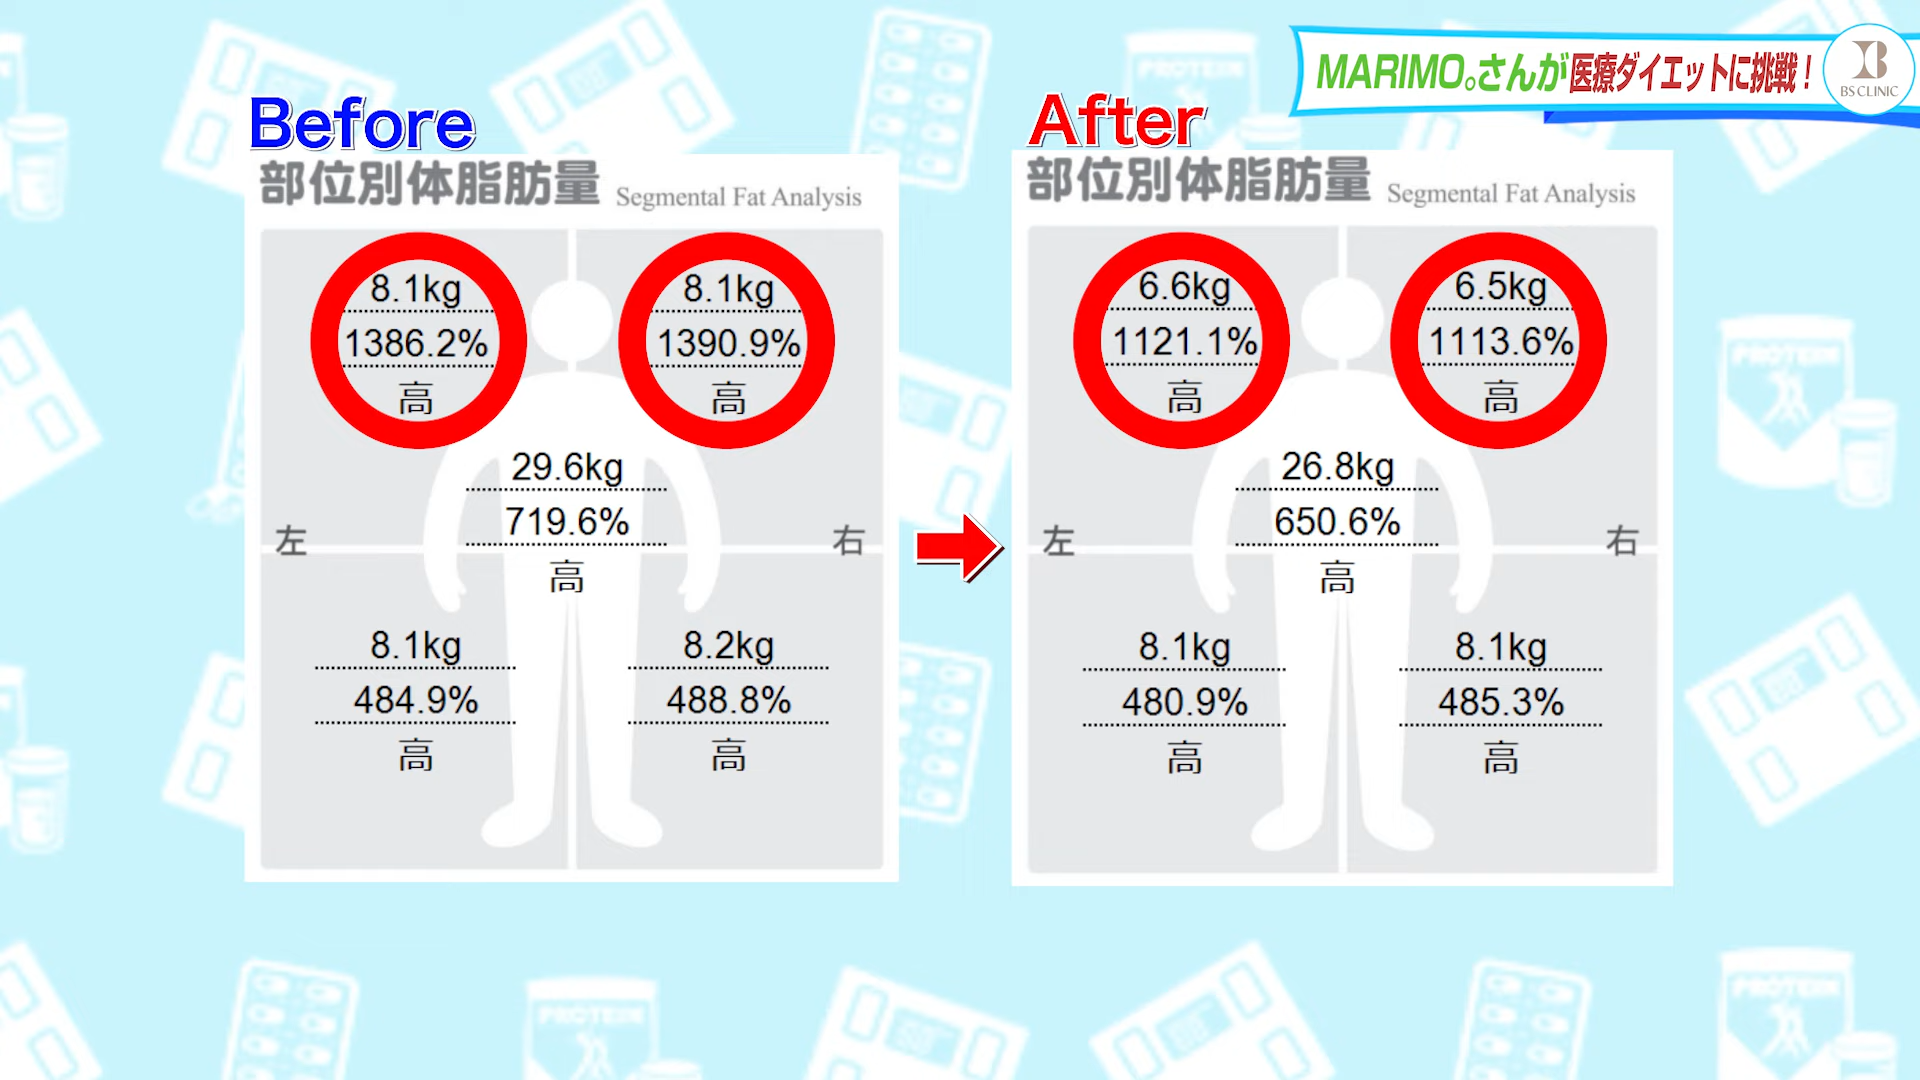 MARIMO。さんが医療ダイエットに挑戦！
BS CLINIC
Before
部位別体脂肪量 Segmental Fat Analysis
8.1kg
1386.2%
高
8.1kg
1390.9%
高
29.6kg
719.6%
高
左
右
8.1kg
484.9%
高
8.2kg
488.8%
高
After
部位別体脂肪量 Segmental Fat Analysis
6.6kg
1121.1%
高
6.5kg
1113.6%
高
26.8kg
650.6%
高
左
右
8.1kg
480.9%
高
8.1kg
485.3%
高
PROTEIN
PROTEIN
PROTEIN
PROTEIN